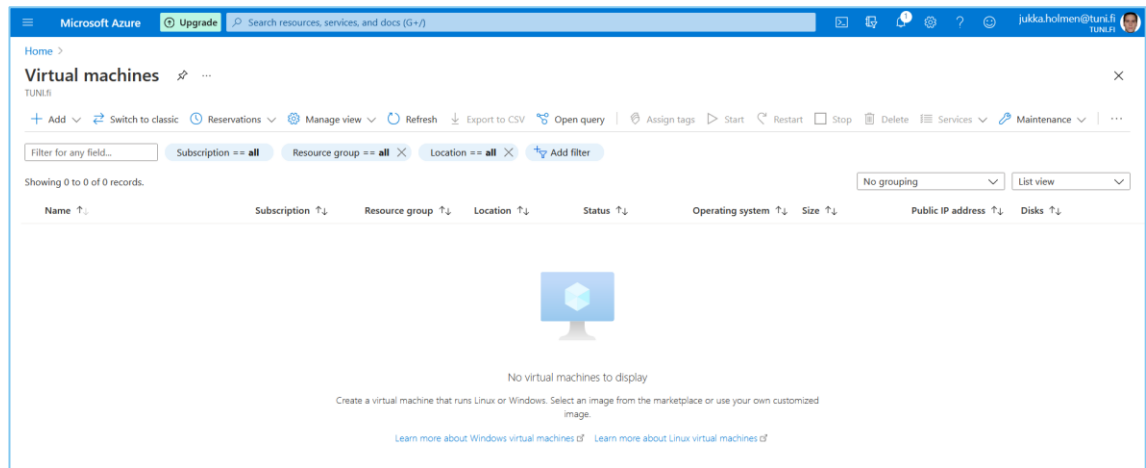 Microsoft Azure Upgrade Search resources, services, and docs (G+/) 1 jukka.holmen@tuni.fi
TUNI.FI
Home >
Virtual machines ...
TUNI.fi
Add Switch to classic Reservations Manage view Refresh Export to CSV Open query Assign tags Start Restart Stop Delete Services Maintenance ...
Filter for any field... Subscription == all Resource group == all Location == all Add filter
Showing 0 to 0 of 0 records. No grouping List view
Name Subscription Resource group Location Status Operating system Size Public IP address Disks
No virtual machines to display
Create a virtual machine that runs Linux or Windows. Select an image from the marketplace or use your own customized
image.
Learn more about Windows virtual machines Learn more about Linux virtual machines